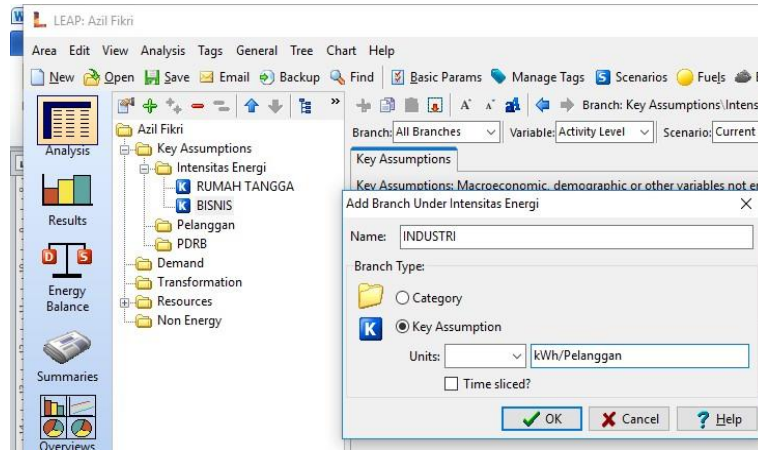 LEAP: Azil Fikri
Area Edit View Analysis Tags General Tree Chart Help
New Open Save Email Backup Find Basic Params Manage Tags Scenarios Fuels
Branch: Key Assumptions\Intens
Branch: All Branches Variable: Activity Level Scenario: Current
Analysis
Results
Energy
Balance
Summaries
Overviews
Azil Fikri
Key Assumptions
Intensitas Energi
RUMAH TANGGA
BISNIS
Pelanggan
PDRB
Demand
Transformation
Resources
Non Energy
Key Assumptions
Key Assumptions: Macroeconomic, demographic or other variables not
Add Branch Under Intensitas Energi
Name: INDUSTRI
Branch Type:
Category
K Key Assumption
Units: kWh/Pelanggan
Time sliced?
OK Cancel ? Help